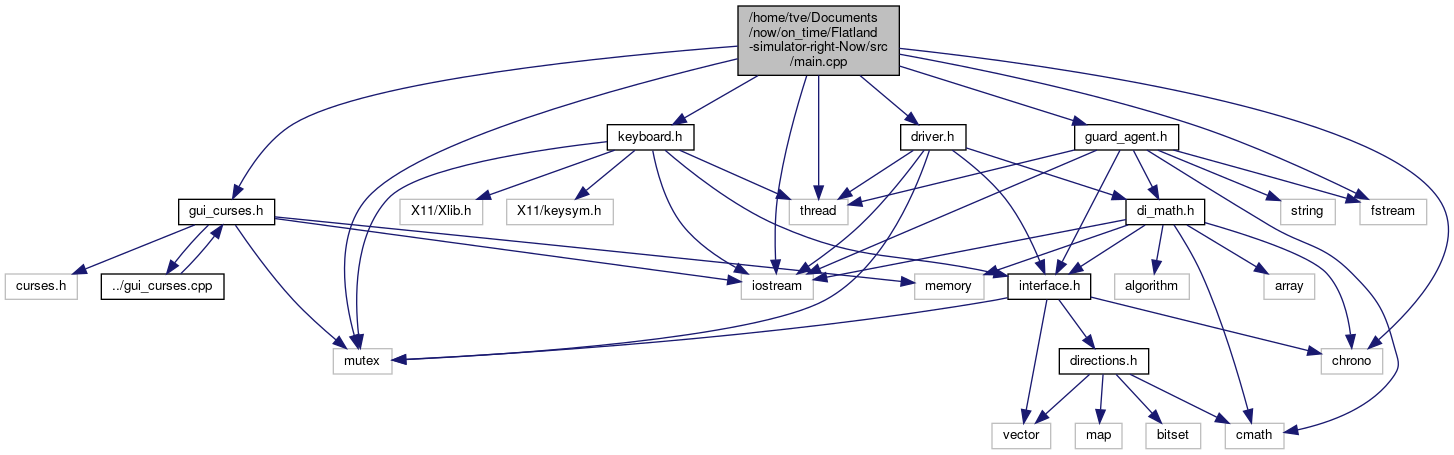 /home/tve/Documents
/now/on_time/Flatland
-simulator-right-Now/src
/main.cpp
keyboard.h
driver.h
guard_agent.h
gui_curses.h
X11/Xlib.h
X11/keysym.h
thread
di_math.h
string
fstream
curses.h
../gui_curses.cpp
iostream
memory
interface.h
algorithm
array
mutex
directions.h
chrono
vector
map
bitset
cmath